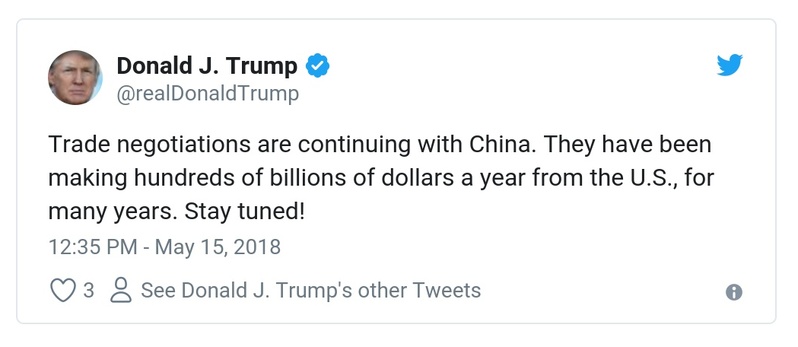 Donald J. Trump
@realDonaldTrump
Trade negotiations are continuing with China. They have been
making hundreds of billions of dollars a year from the U.S., for
many years. Stay tuned!
12:35 PM - May 15, 2018
3 See Donald J. Trump's other Tweets